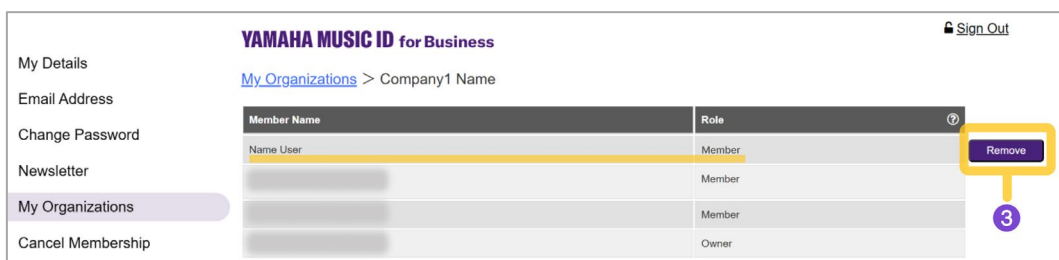 Sign Out
YAMAHA MUSIC ID for Business
My Details
Email Address
Change Password
Newsletter
My Organizations
Cancel Membership
My Organizations > Company1 Name
Member Name Role ?
Name User Member Remove
Member
Member
Owner
3